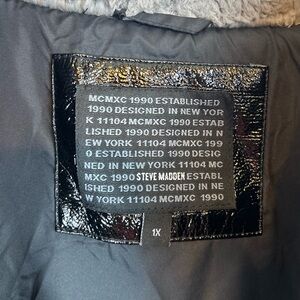 MCMXC 1990 ESTABLISHED
1990 DESIGNED IN NEW YOR
K 11104 MCMXC 1990 ESTAB
LISHED 1990 DESIGNED IN N
EW YORK 11104 MCMXC 199
0 ESTABLISHED 1990 DESIG
NED IN NEW YORK 11104 MC
MXC 1990 STEVE MADDEN ESTABL
ISHED 1990 DESIGNED IN NE
W YORK 11104 MCMXC 1990
1X